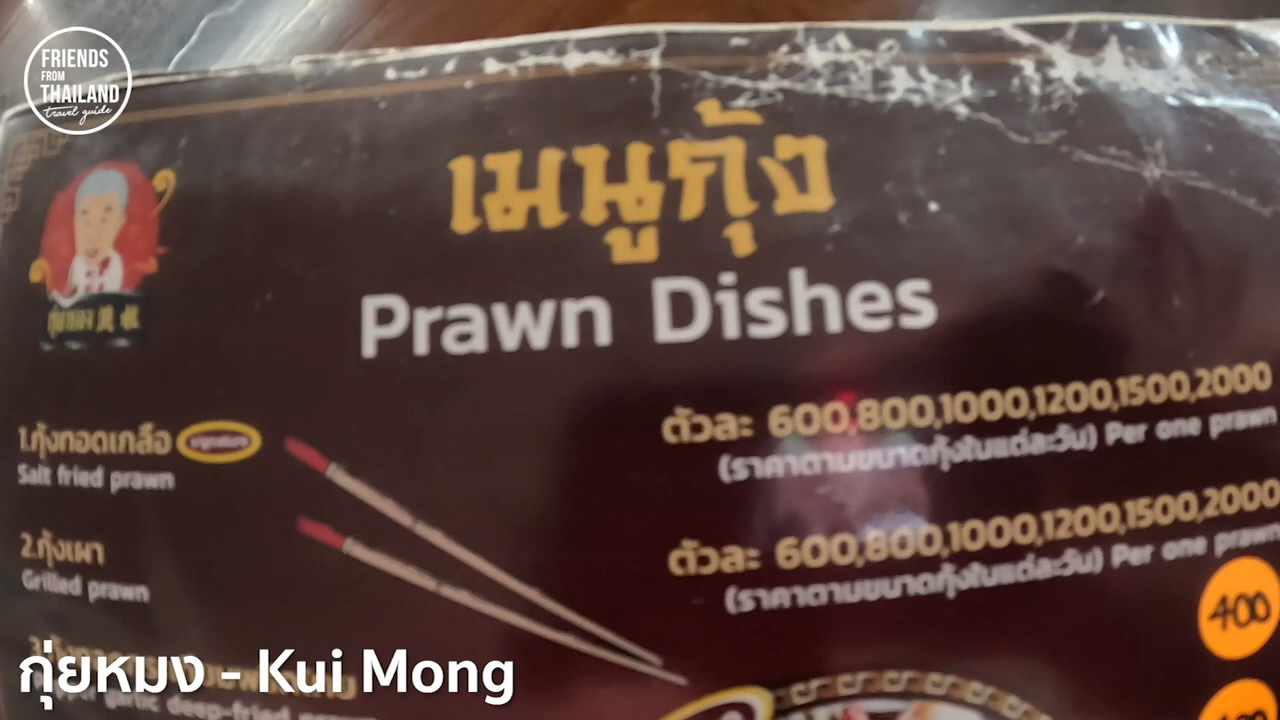 FRIENDS
FROM
THAILAND
travel guide
เมนูกุ้ง
Prawn Dishes
1.กุ้งทอดเกลือ signature
Salt fried prawn
ตัวละ 600,800,1000,1200,1500,2000
(ราคาตามขนาดกุ้งในแต่ละวัน) Per one prawn
2.กุ้งเผา
Grilled prawn
ตัวละ 600,800,1000,1200,1500,2000
(ราคาตามขนาดกุ้งในแต่ละวัน) Per one prawn
400
garlic deep-fried prawn
กุ่ยหมง - Kui Mong